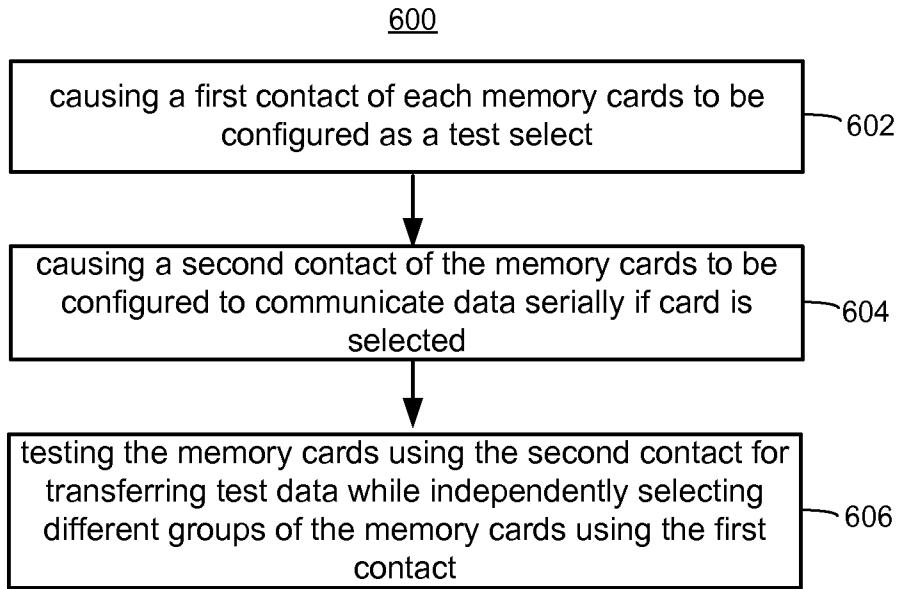 600
causing a first contact of each memory cards to be
configured as a test select
602
causing a second contact of the memory cards to be
configured to communicate data serially if card is
selected
604
testing the memory cards using the second contact for
transferring test data while independently selecting
different groups of the memory cards using the first
contact
606